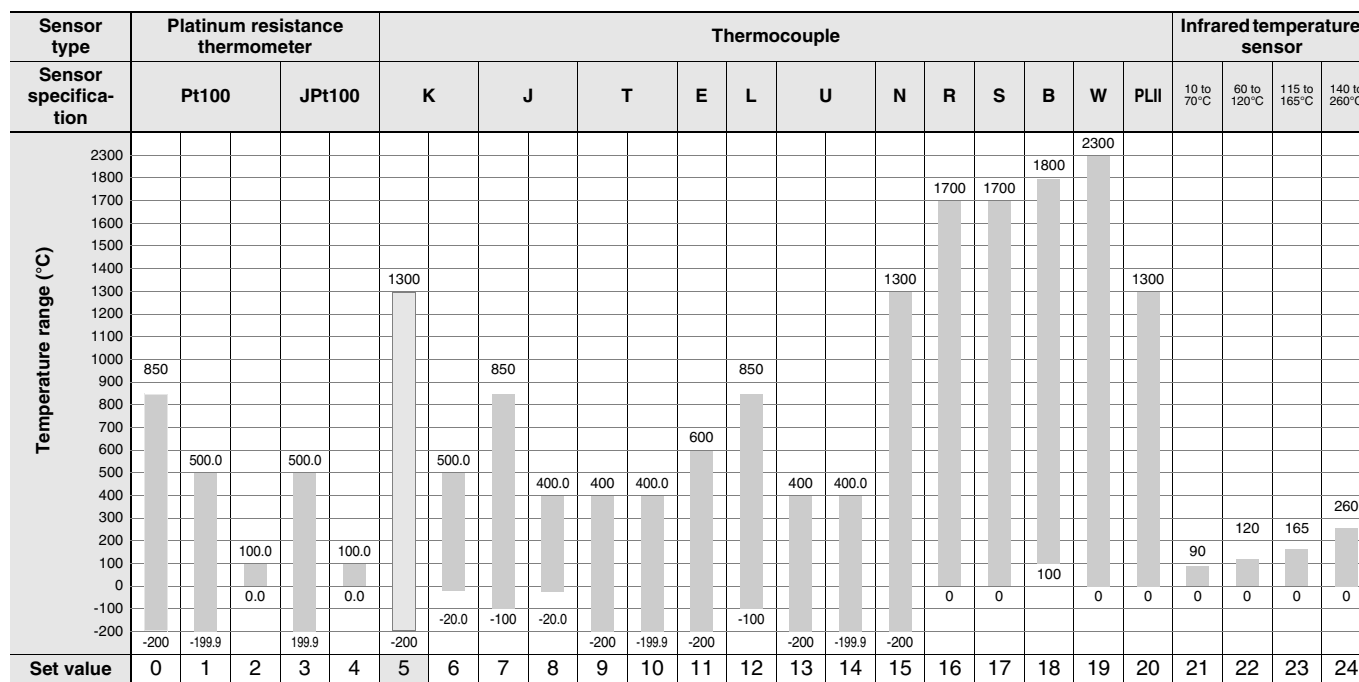 Sensor type Platinum resistance thermometer Thermocouple Infrared temperature sensor
Sensor specifica-tion Pt100 JPt100 K J T E L U N R S B W PLII 10 to 70°C 60 to 120°C 115 to 165°C 140 to 260°C
Temperature range (°C)
2300 2300
1800 1800
1700 1700 1700
1600
1500
1400
1300 1300 1300 1300
1200
1100
1000
900 850 850 850
800
700
600 600
500 500.0 500.0 500.0
400 400.0 400 400.0 400 400.0
300 260
200 120 165
100 100.0 100.0 100 90
0 0.0 0.0 0 0 0 0 0 0 0 0
-100 -20.0 -100 -20.0 -100
-200 -200 -199.9 199.9 -200 -200 -199.9 -200 -200 -199.9 -200
Set value 0 1 2 3 4 5 6 7 8 9 10 11 12 13 14 15 16 17 18 19 20 21 22 23 24